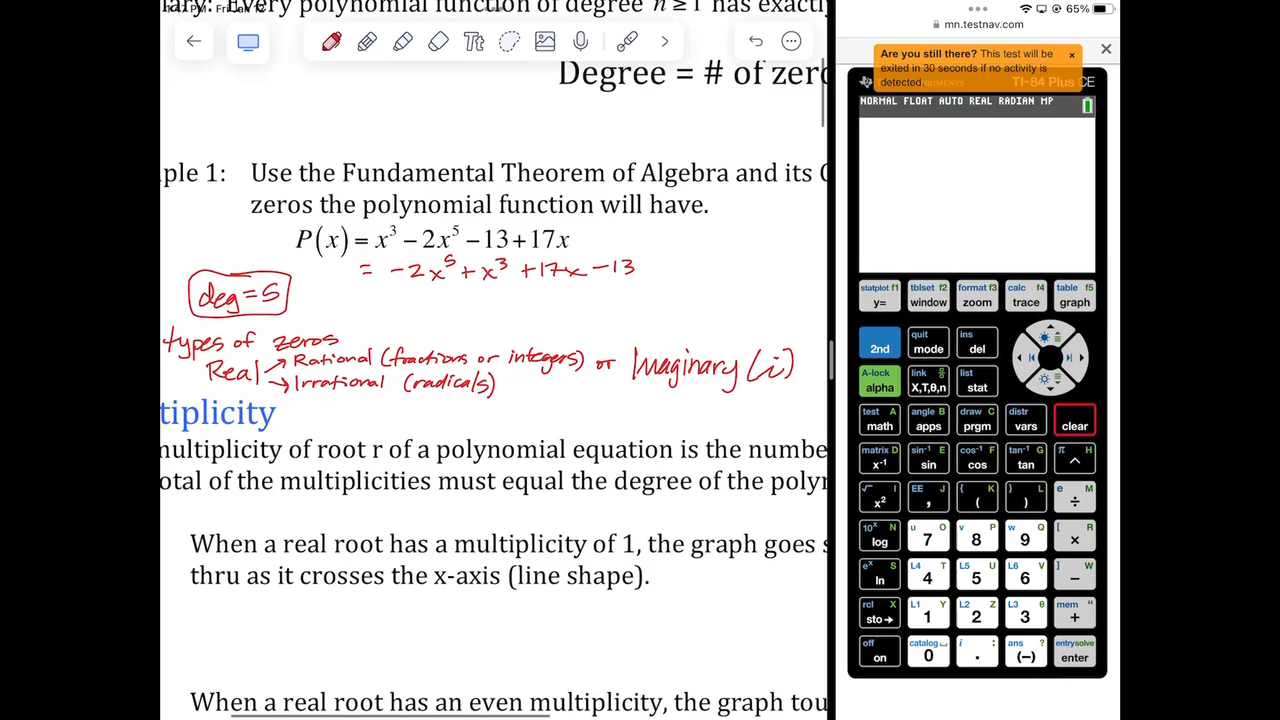 lary: Every polynomial function of degree n ≥ 1 has exactly
Degree = # of zero
ple 1: Use the Fundamental Theorem of Algebra and its C
zeros the polynomial function will have.
P(x) = x³ − 2x⁵ − 13 + 17x
= −2x⁵ + x³ + 17x − 13
deg = 5
types of zeros
Real → Rational (fractions or integers) or Imaginary (i)
→ Irrational (radicals)
tiplicity
multiplicity of root r of a polynomial equation is the numbe
otal of the multiplicities must equal the degree of the poly
When a real root has a multiplicity of 1, the graph goes s
thru as it crosses the x-axis (line shape).
When a real root has an even multiplicity, the graph tou
65%
mn.testnav.com
Are you still there? This test will be
exited in 30 seconds if no activity is
detected.
TI-84 Plus CE
NORMAL FLOAT AUTO REAL RADIAN MP
statplot f1 tblset f2 format f3 calc f4 table f5
y= window zoom trace graph
quit ins
2nd mode del
A-lock link list
alpha X,T,θ,n stat
test A angle B draw C distr
math apps prgm vars clear
matrix D sin⁻¹ E cos⁻¹ F tan⁻¹ G π H
x⁻¹ sin cos tan ^
√ I EE J { K } L e M
x² , ( ) ÷
10ˣ N u O v P w Q [ R
log 7 8 9 ×
eˣ S L4 T L5 U L6 V ] W
ln 4 5 6 −
rcl X L1 Y L2 Z L3 θ mem "
sto→ 1 2 3 +
off catalog ␣ i : ans ? entry solve
on 0 . (−) enter